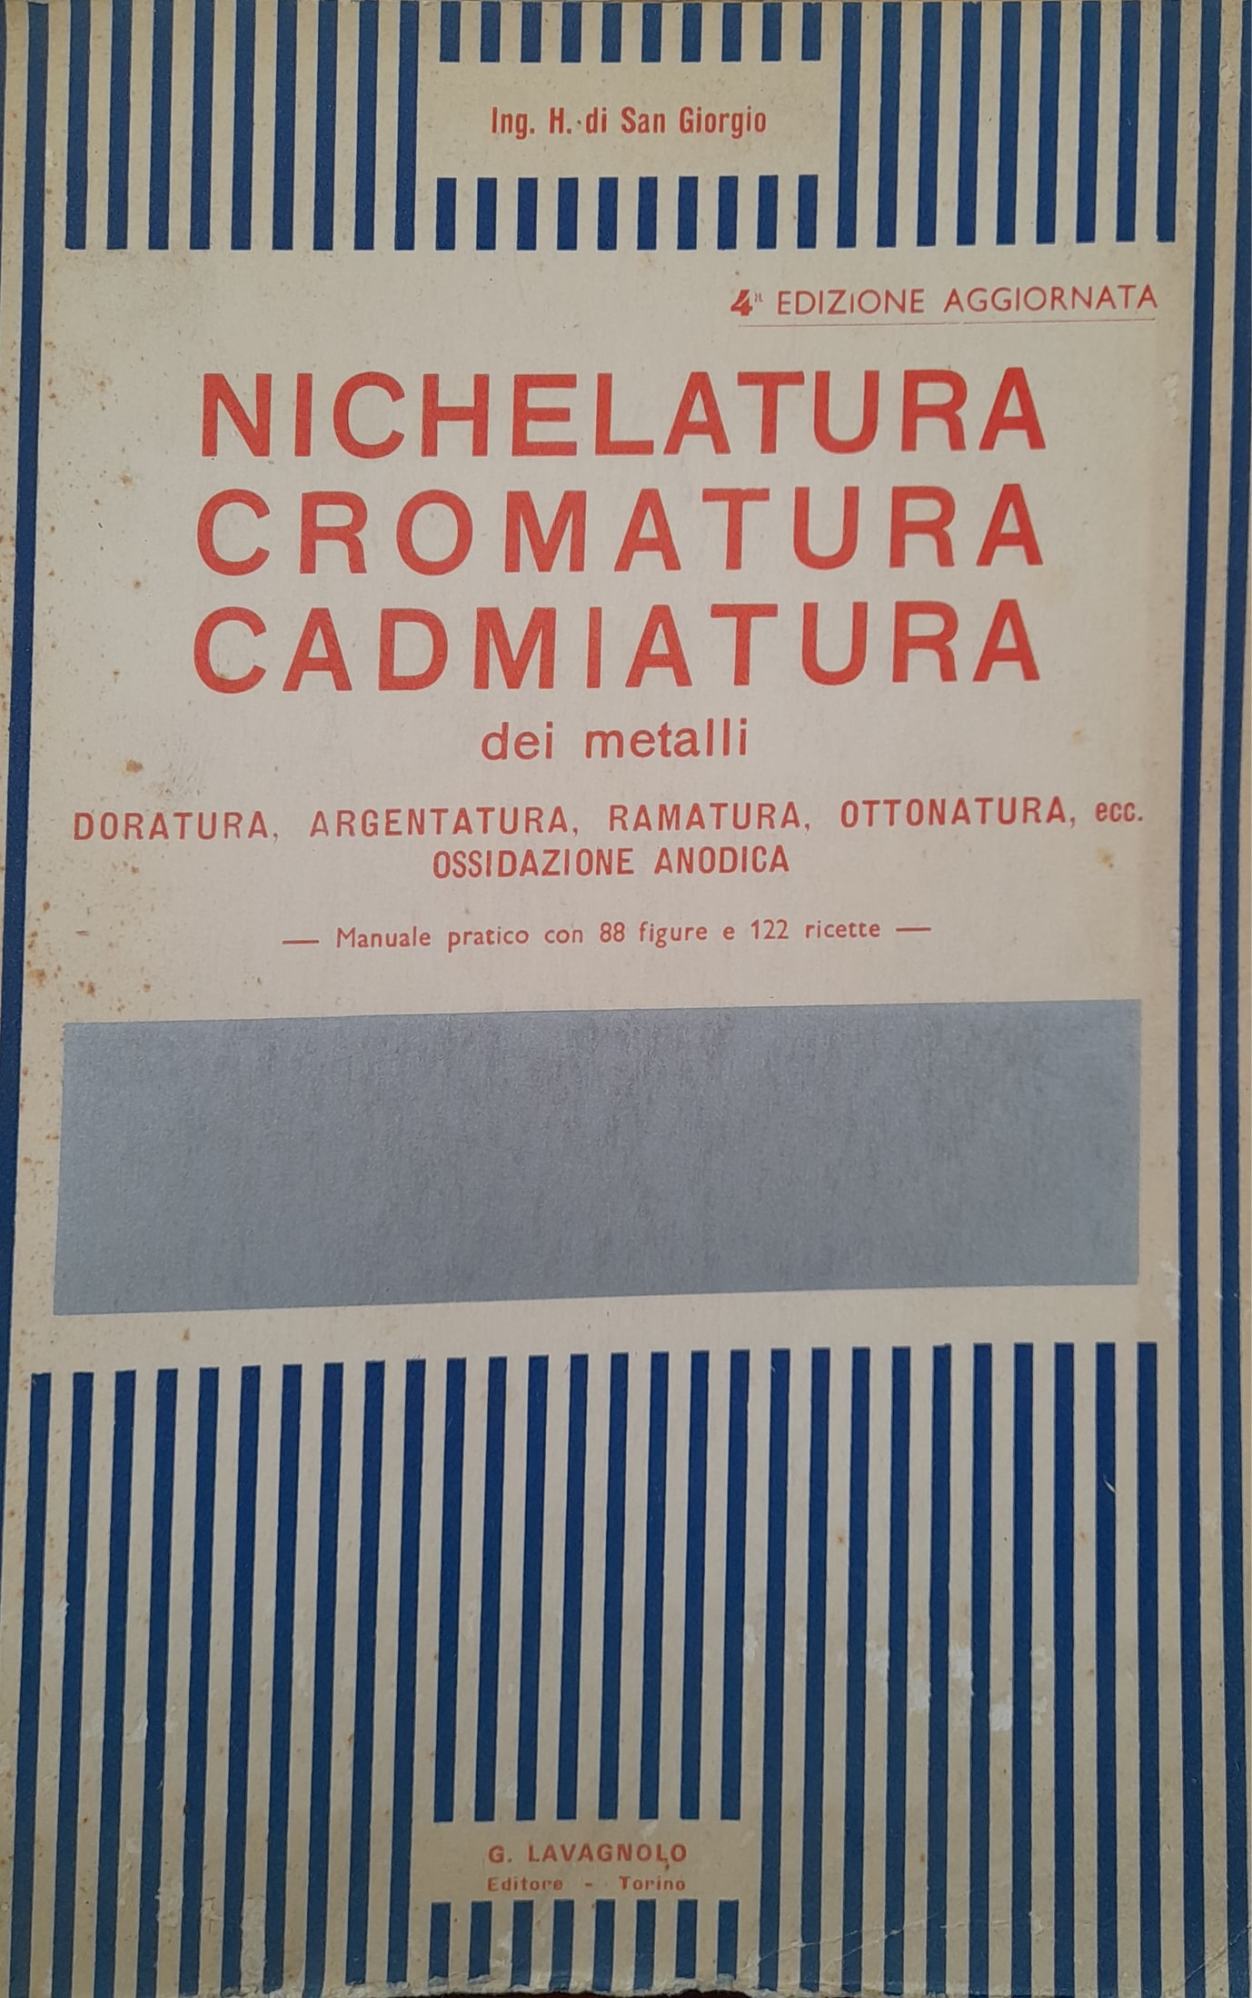 Ing. H. di San Giorgio
4ª EDIZIONE AGGIORNATA
NICHELATURA
CROMATURA
CADMIATURA
dei metalli
DORATURA, ARGENTATURA, RAMATURA, OTTONATURA, ecc.
OSSIDAZIONE ANODICA
— Manuale pratico con 88 figure e 122 ricette —
G. LAVAGNOLO
Editore - Torino